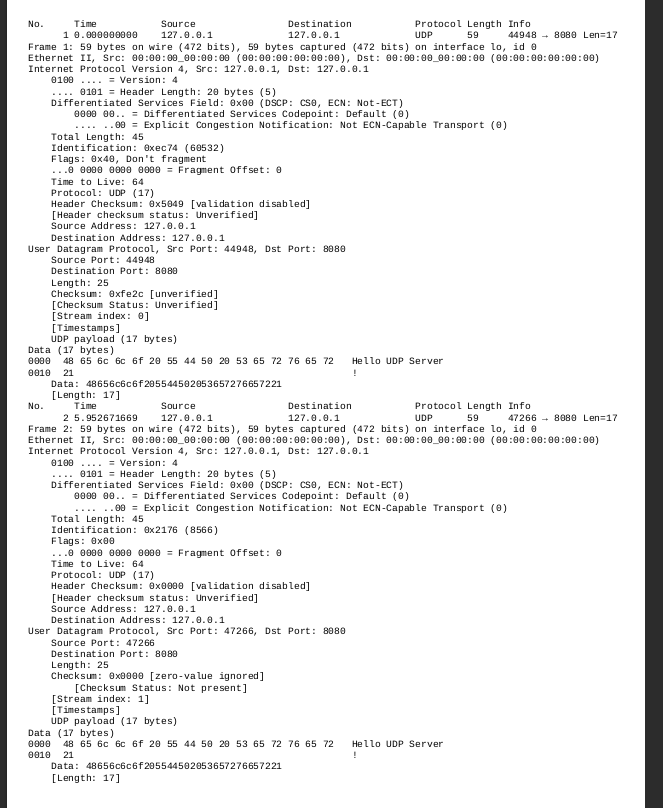 No.     Time           Source                Destination           Protocol Length Info
      1 0.000000000    127.0.0.1             127.0.0.1             UDP      59     44948 → 8080 Len=17
Frame 1: 59 bytes on wire (472 bits), 59 bytes captured (472 bits) on interface lo, id 0
Ethernet II, Src: 00:00:00_00:00:00 (00:00:00:00:00:00), Dst: 00:00:00_00:00:00 (00:00:00:00:00:00)
Internet Protocol Version 4, Src: 127.0.0.1, Dst: 127.0.0.1
    0100 .... = Version: 4
    .... 0101 = Header Length: 20 bytes (5)
    Differentiated Services Field: 0x00 (DSCP: CS0, ECN: Not-ECT)
        0000 00.. = Differentiated Services Codepoint: Default (0)
        .... ..00 = Explicit Congestion Notification: Not ECN-Capable Transport (0)
    Total Length: 45
    Identification: 0xec74 (60532)
    Flags: 0x40, Don't fragment
    ...0 0000 0000 0000 = Fragment Offset: 0
    Time to Live: 64
    Protocol: UDP (17)
    Header Checksum: 0x5049 [validation disabled]
    [Header checksum status: Unverified]
    Source Address: 127.0.0.1
    Destination Address: 127.0.0.1
User Datagram Protocol, Src Port: 44948, Dst Port: 8080
    Source Port: 44948
    Destination Port: 8080
    Length: 25
    Checksum: 0xfe2c [unverified]
    [Checksum Status: Unverified]
    [Stream index: 0]
    [Timestamps]
    UDP payload (17 bytes)
Data (17 bytes)
0000  48 65 6c 6c 6f 20 55 44 50 20 53 65 72 76 65 72   Hello UDP Server
0010  21                                                !
    Data: 48656c6c6f205544502053657276657221
    [Length: 17]
No.     Time           Source                Destination           Protocol Length Info
      2 5.952671669    127.0.0.1             127.0.0.1             UDP      59     47266 → 8080 Len=17
Frame 2: 59 bytes on wire (472 bits), 59 bytes captured (472 bits) on interface lo, id 0
Ethernet II, Src: 00:00:00_00:00:00 (00:00:00:00:00:00), Dst: 00:00:00_00:00:00 (00:00:00:00:00:00)
Internet Protocol Version 4, Src: 127.0.0.1, Dst: 127.0.0.1
    0100 .... = Version: 4
    .... 0101 = Header Length: 20 bytes (5)
    Differentiated Services Field: 0x00 (DSCP: CS0, ECN: Not-ECT)
        0000 00.. = Differentiated Services Codepoint: Default (0)
        .... ..00 = Explicit Congestion Notification: Not ECN-Capable Transport (0)
    Total Length: 45
    Identification: 0x2176 (8566)
    Flags: 0x00
    ...0 0000 0000 0000 = Fragment Offset: 0
    Time to Live: 64
    Protocol: UDP (17)
    Header Checksum: 0x0000 [validation disabled]
    [Header checksum status: Unverified]
    Source Address: 127.0.0.1
    Destination Address: 127.0.0.1
User Datagram Protocol, Src Port: 47266, Dst Port: 8080
    Source Port: 47266
    Destination Port: 8080
    Length: 25
    Checksum: 0x0000 [zero-value ignored]
        [Checksum Status: Not present]
    [Stream index: 1]
    [Timestamps]
    UDP payload (17 bytes)
Data (17 bytes)
0000  48 65 6c 6c 6f 20 55 44 50 20 53 65 72 76 65 72   Hello UDP Server
0010  21                                                !
    Data: 48656c6c6f205544502053657276657221
    [Length: 17]